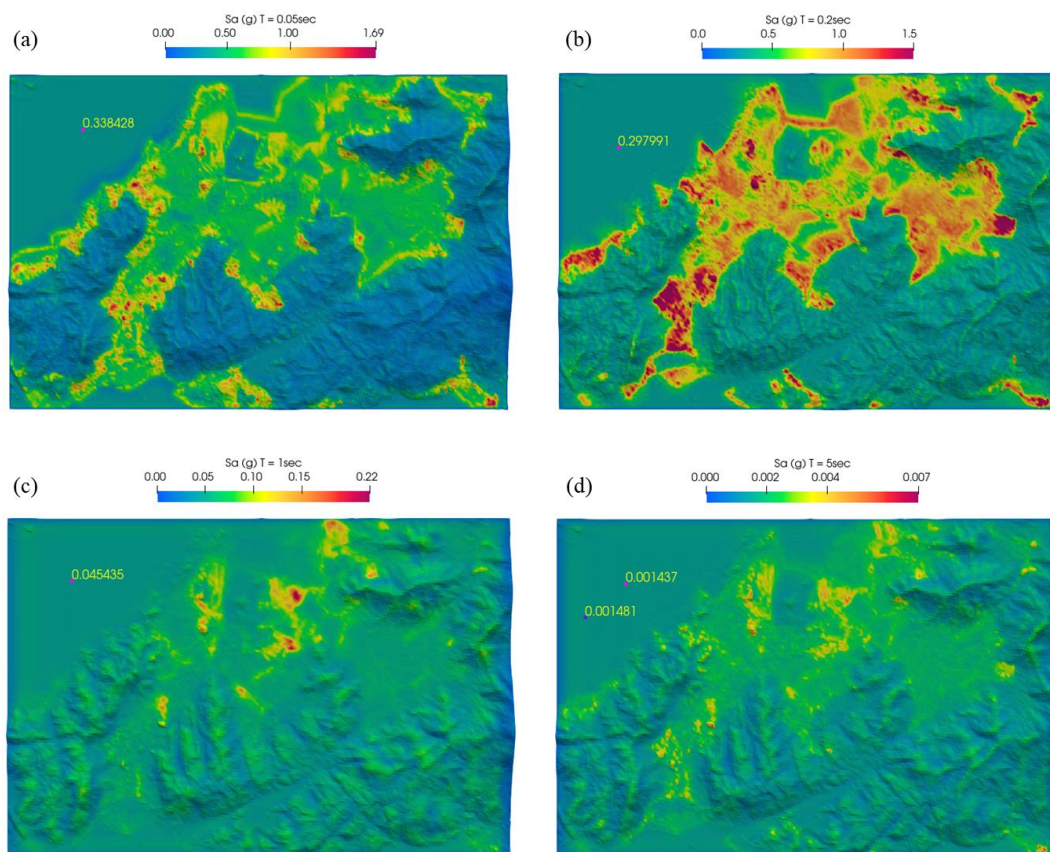 Sa (g) T = 0.05sec
(a)
0.00 0.50 1.00 1.69
0.338428
Sa (g) T = 0.2sec
(b)
0.0 0.5 1.0 1.5
0.297991
Sa (g) T = 1sec
(c)
0.00 0.05 0.10 0.15 0.22
0.045435
Sa (g) T = 5sec
(d)
0.000 0.002 0.004 0.007
0.001437
0.001481